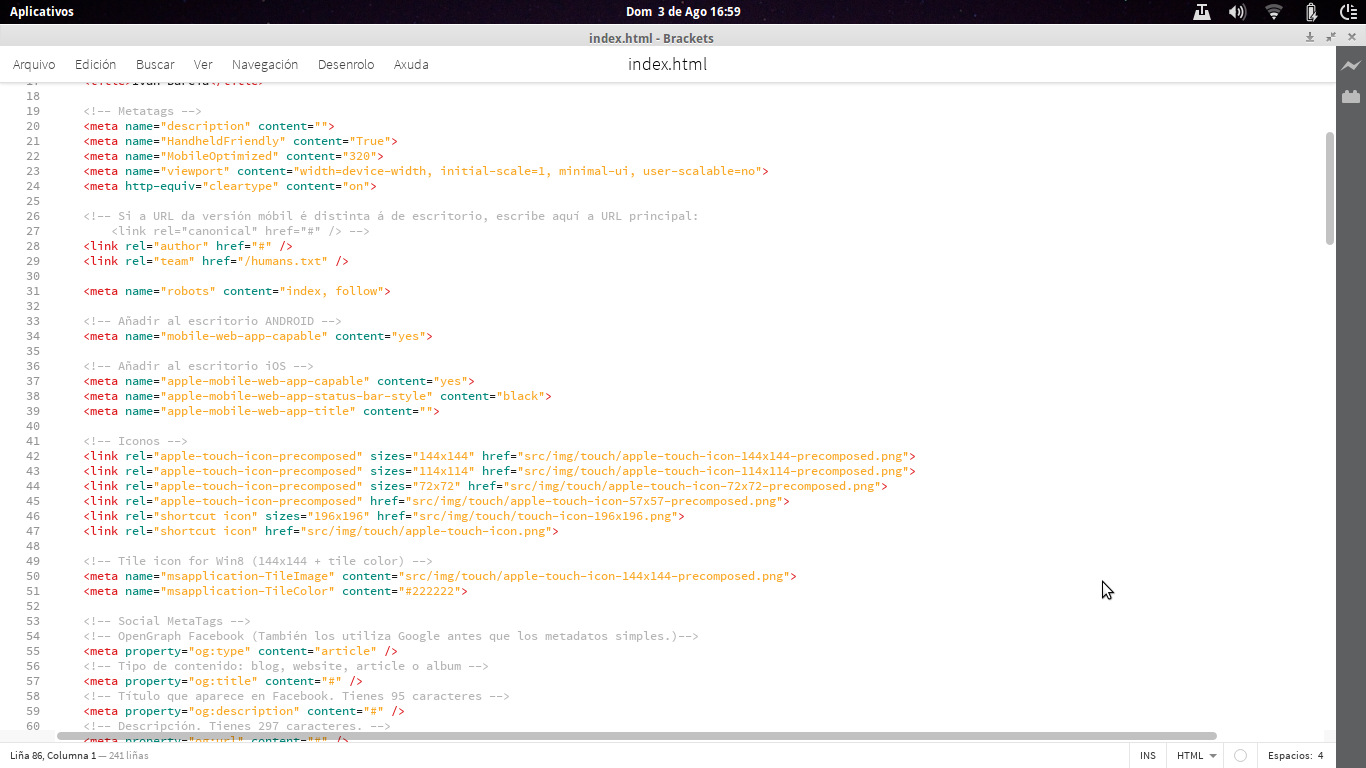 Aplicativos
Dom 3 de Ago 16:59
index.html - Brackets
Arquivo Edición Buscar Ver Navegación Desenrolo Axuda
index.html
17
18
19 <!-- Metatags -->
20 <meta name="description" content="">
21 <meta name="HandheldFriendly" content="True">
22 <meta name="MobileOptimized" content="320">
23 <meta name="viewport" content="width=device-width, initial-scale=1, minimal-ui, user-scalable=no">
24 <meta http-equiv="cleartype" content="on">
25
26 <!-- Si a URL da versión móbil é distinta á de escritorio, escribe aquí a URL principal:
27 <link rel="canonical" href="#" /> -->
28 <link rel="author" href="#" />
29 <link rel="team" href="/humans.txt" />
30
31 <meta name="robots" content="index, follow">
32
33 <!-- Añadir al escritorio ANDROID -->
34 <meta name="mobile-web-app-capable" content="yes">
35
36 <!-- Añadir al escritorio iOS -->
37 <meta name="apple-mobile-web-app-capable" content="yes">
38 <meta name="apple-mobile-web-app-status-bar-style" content="black">
39 <meta name="apple-mobile-web-app-title" content="">
40
41 <!-- Iconos -->
42 <link rel="apple-touch-icon-precomposed" sizes="144x144" href="src/img/touch/apple-touch-icon-144x144-precomposed.png">
43 <link rel="apple-touch-icon-precomposed" sizes="114x114" href="src/img/touch/apple-touch-icon-114x114-precomposed.png">
44 <link rel="apple-touch-icon-precomposed" sizes="72x72" href="src/img/touch/apple-touch-icon-72x72-precomposed.png">
45 <link rel="apple-touch-icon-precomposed" href="src/img/touch/apple-touch-icon-57x57-precomposed.png">
46 <link rel="shortcut icon" sizes="196x196" href="src/img/touch/touch-icon-196x196.png">
47 <link rel="shortcut icon" href="src/img/touch/apple-touch-icon.png">
48
49 <!-- Tile icon for Win8 (144x144 + tile color) -->
50 <meta name="msapplication-TileImage" content="src/img/touch/apple-touch-icon-144x144-precomposed.png">
51 <meta name="msapplication-TileColor" content="#222222">
52
53 <!-- Social MetaTags -->
54 <!-- OpenGraph Facebook (También los utiliza Google antes que los metadatos simples.)-->
55 <meta property="og:type" content="article" />
56 <!-- Tipo de contenido: blog, website, article o album -->
57 <meta property="og:title" content="#" />
58 <!-- Título que aparece en Facebook. Tienes 95 caracteres -->
59 <meta property="og:description" content="#" />
60 <!-- Descripción. Tienes 297 caracteres. -->
<meta property="og:url" content="#" />
Liña 86, Columna 1 — 241 liñas
INS HTML Espacios: 4